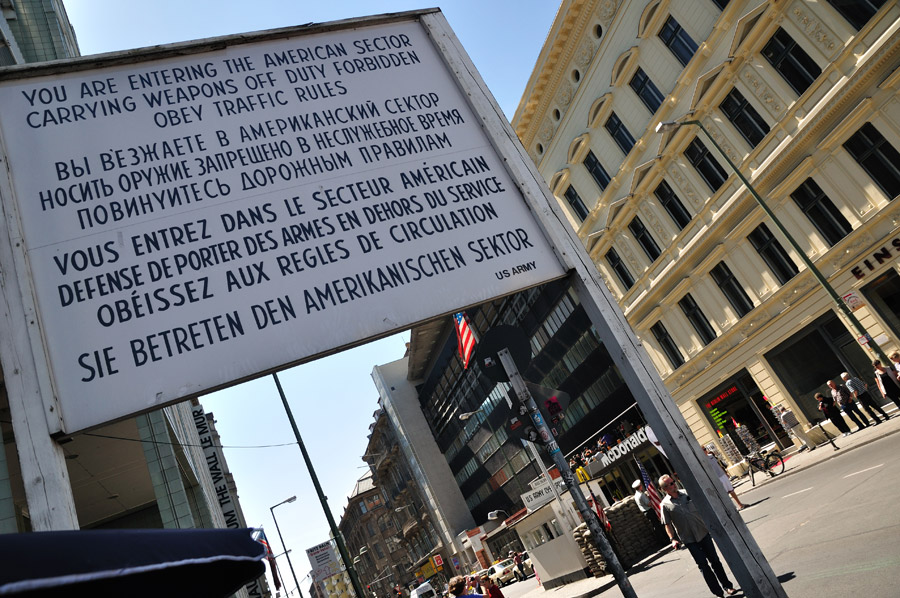 YOU ARE ENTERING THE AMERICAN SECTOR
CARRYING WEAPONS OFF DUTY FORBIDDEN
OBEY TRAFFIC RULES
ВЫ ВЪЕЗЖАЕТЕ В АМЕРИКАНСКИЙ СЕКТОР
НОСИТЬ ОРУЖИЕ ЗАПРЕЩЕНО В НЕСЛУЖЕБНОЕ ВРЕМЯ
ПОВИНУЙТЕСЬ ДОРОЖНЫМ ПРАВИЛАМ
VOUS ENTREZ DANS LE SECTEUR AMÉRICAIN
DEFENSE DE PORTER DES ARMES EN DEHORS DU SERVICE
OBÉISSEZ AUX REGLES DE CIRCULATION
SIE BETRETEN DEN AMERIKANISCHEN SEKTOR
US ARMY
EINS
McDonald
US ARMY
THE WALL MU